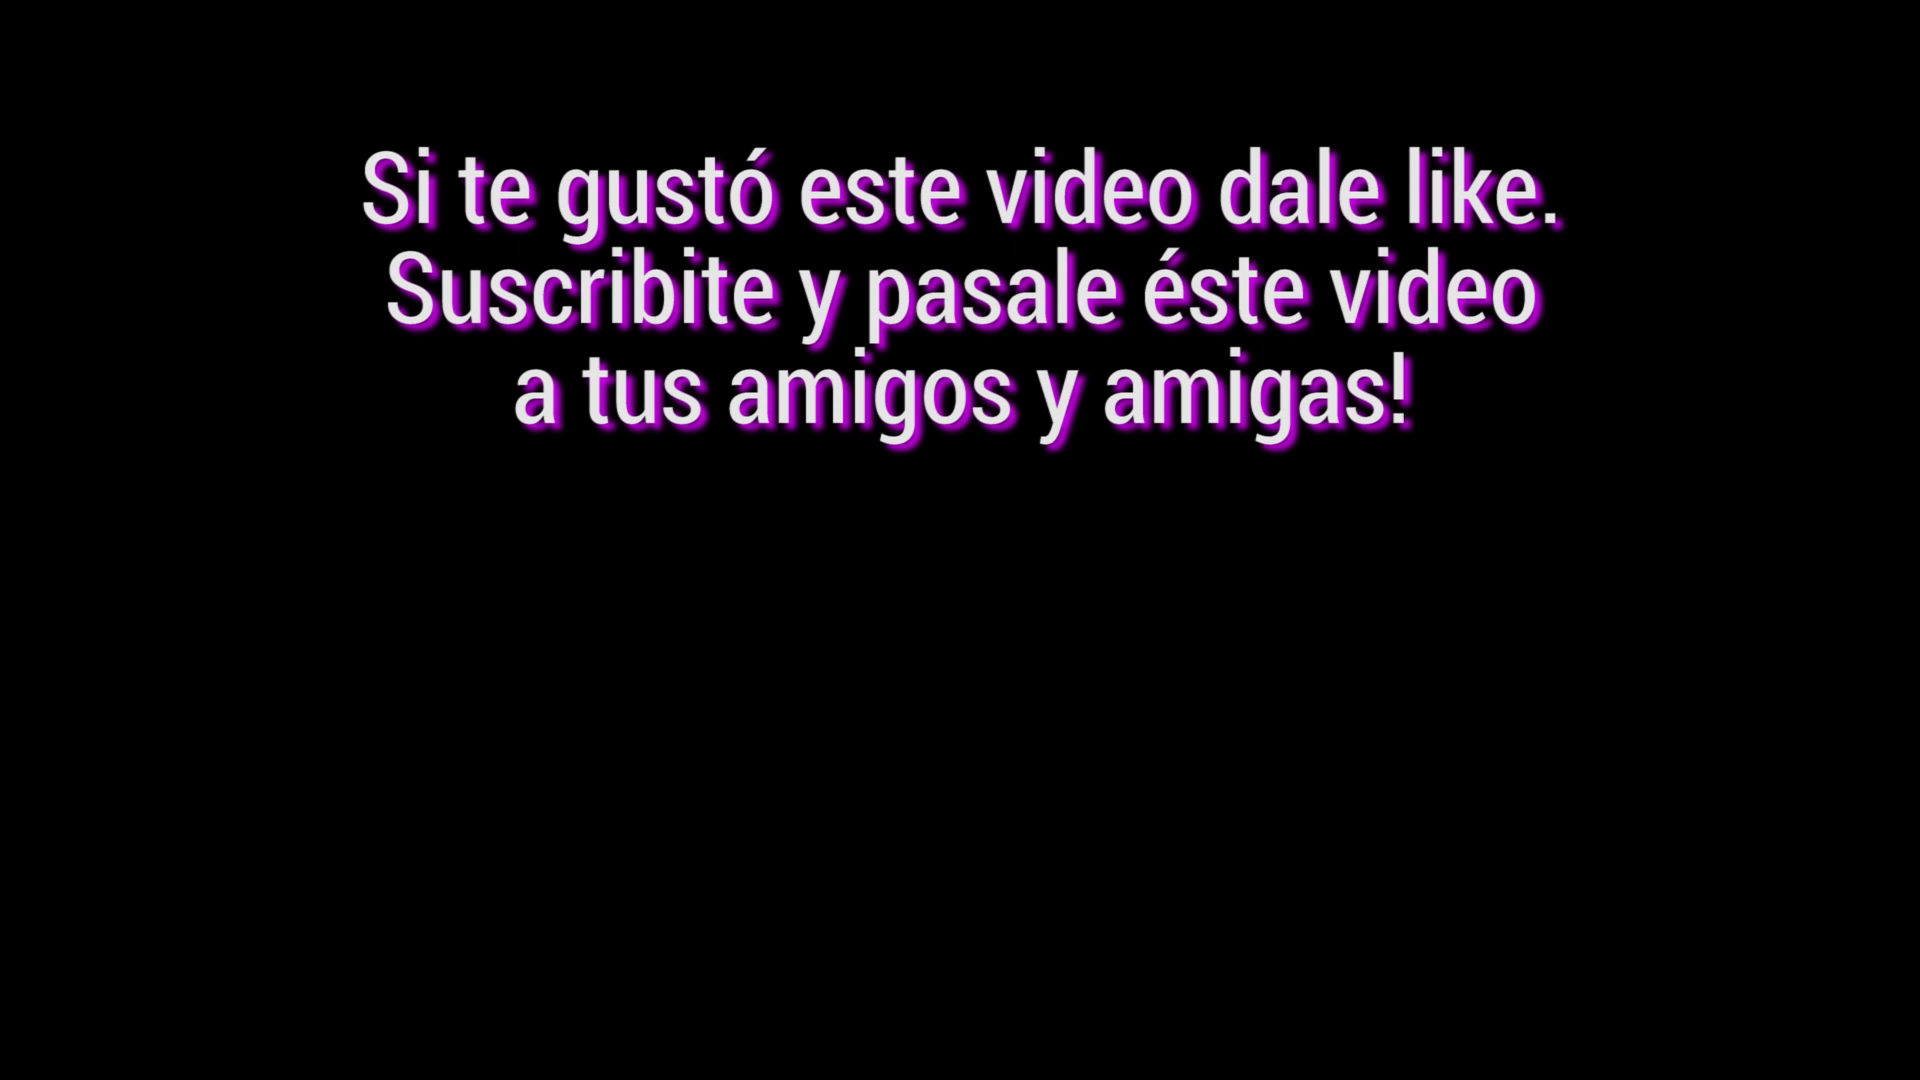 Si te gustó este video dale like.
Suscribite y pasale éste video
a tus amigos y amigas!